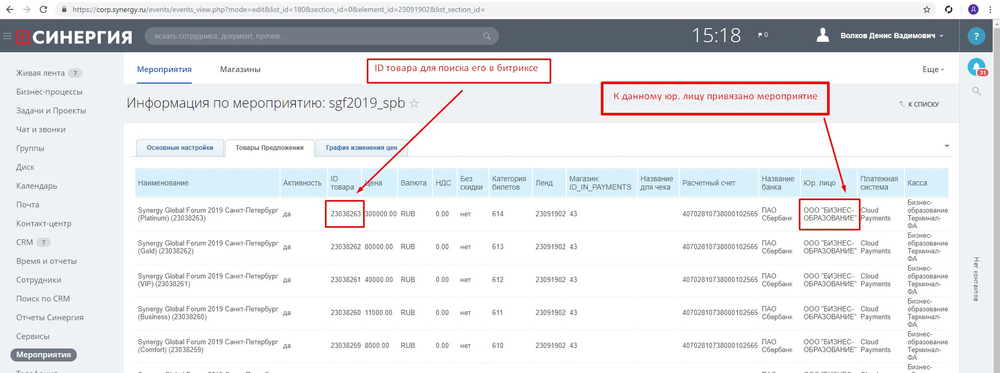 https://corp.synergy.ru/events/events_view.php?mode=edit&list_id=180&section_id=0&element_id=23091902&list_section_id=
Д
СИНЕРГИЯ
искать сотрудника, документ, прочее...
15:18
0
Волков Денис Вадимович
?
31
Живая лента 7
Бизнес-процессы
Задачи и Проекты
Чат и звонки
Группы
Диск
Календарь
Почта
Контакт-центр
CRM 7
Время и отчеты
Сотрудники
Поиск по CRM
Отчеты Синергия
Сервисы
Мероприятия
Мероприятия
Магазины
Еще
ID товара для поиска его в битриксе
К данному юр. лицу привязано мероприятие
Информация по мероприятию: sgf2019_spb
К СПИСКУ
Основные настройки
Товары Предложения
График изменения цен
Наименование
Активность
ID
товара
Цена
Валюта
НДС
Без
скидки
Категория
билетов
Ленд
Магазин:
ID_IN_PAYMENTS
Название
для чека
Расчетный счет
Название
банка
Юр. лицо
Платежная
система
Касса
Synergy Global Forum 2019 Санкт-Петербург
(Platinum) (23038263)
да
23038263
300000.00
RUB
0.00
нет
614
23091902
43
40702810738000102565
ПАО
Сбербанк
ООО "БИЗНЕС-
ОБРАЗОВАНИЕ"
Cloud
Payments
Бизнес-
образование
Терминал-
ФА
Synergy Global Forum 2019 Санкт-Петербург
(Gold) (23038262)
да
23038262
80000.00
RUB
0.00
нет
613
23091902
43
40702810738000102565
ПАО
Сбербанк
ООО "БИЗНЕС-
ОБРАЗОВАНИЕ"
Cloud
Payments
Бизнес-
образование
Терминал-
ФА
Synergy Global Forum 2019 Санкт-Петербург
(VIP) (23038261)
да
23038261
40000.00
RUB
0.00
нет
612
23091902
43
40702810738000102565
ПАО
Сбербанк
ООО "БИЗНЕС-
ОБРАЗОВАНИЕ"
Cloud
Payments
Бизнес-
образование
Терминал-
ФА
Synergy Global Forum 2019 Санкт-Петербург
(Business) (23038260)
да
23038260
11000.00
RUB
0.00
нет
611
23091902
43
40702810738000102565
ПАО
Сбербанк
ООО "БИЗНЕС-
ОБРАЗОВАНИЕ"
Cloud
Payments
Бизнес-
образование
Терминал-
ФА
Synergy Global Forum 2019 Санкт-Петербург
(Comfort) (23038259)
да
23038259
8000.00
RUB
0.00
нет
610
23091902
43
40702810738000102565
ПАО
Сбербанк
ООО "БИЗНЕС-
ОБРАЗОВАНИЕ"
Cloud
Payments
Бизнес-
образование
Терминал-
ФА
Бизнес-
Нет контактов